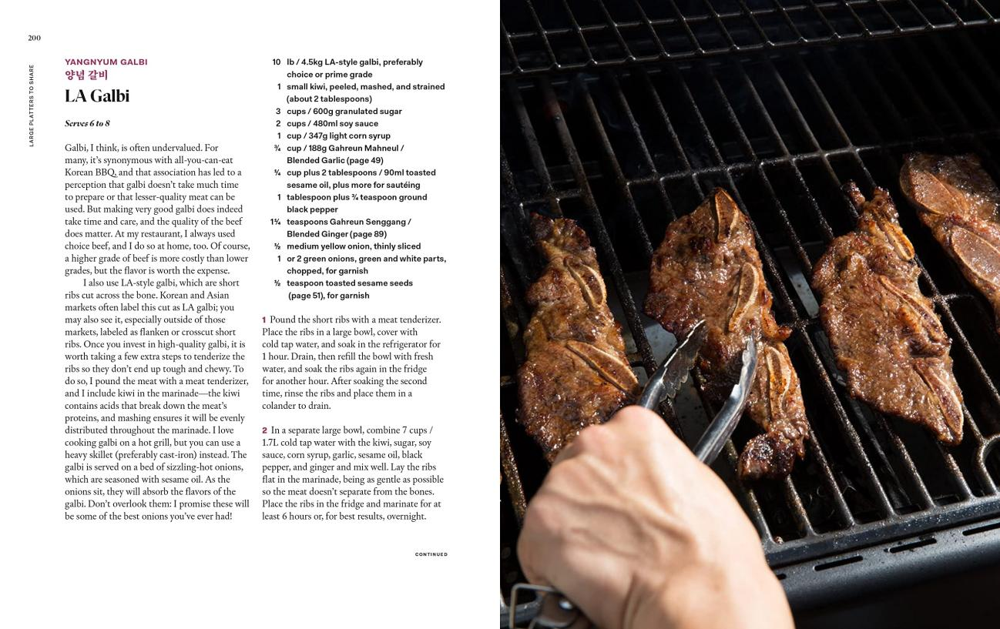 200
LARGE PLATTERS TO SHARE
YANGNYUM GALBI
양념 갈비
LA Galbi
Serves 6 to 8
Galbi, I think, is often undervalued. For
many, it’s synonymous with all-you-can-eat
Korean BBQ, and that association has led to a
perception that galbi doesn’t take much time
to prepare or that lesser-quality meat can be
used. But making very good galbi does indeed
take time and care, and the quality of the beef
does matter. At my restaurant, I always used
choice beef, and I do so at home, too. Of course,
a higher grade of beef is more costly than lower
grades, but the flavor is worth the expense.
I also use LA-style galbi, which are short
ribs cut across the bone. Korean and Asian
markets often label this cut as LA galbi; you
may also see it, especially outside of those
markets, labeled as flanken or crosscut short
ribs. Once you invest in high-quality galbi, it is
worth taking a few extra steps to tenderize the
ribs so they don’t end up tough and chewy. To
do so, I pound the meat with a meat tenderizer,
and I include kiwi in the marinade—the kiwi
contains acids that break down the meat’s
proteins, and mashing ensures it will be evenly
distributed throughout the marinade. I love
cooking galbi on a hot grill, but you can use a
heavy skillet (preferably cast-iron) instead. The
galbi is served on a bed of sizzling-hot onions,
which are seasoned with sesame oil. As the
onions sit, they will absorb the flavors of the
galbi. Don’t overlook them: I promise these will
be some of the best onions you’ve ever had!
10 lb / 4.5kg LA-style galbi, preferably
choice or prime grade
1 small kiwi, peeled, mashed, and strained
(about 2 tablespoons)
3 cups / 600g granulated sugar
2 cups / 480ml soy sauce
1 cup / 347g light corn syrup
¾ cup / 188g Gahreun Mahneul /
Blended Garlic (page 49)
¼ cup plus 2 tablespoons / 90ml toasted
sesame oil, plus more for sautéing
1 tablespoon plus ¾ teaspoon ground
black pepper
1¾ teaspoons Gahreun Senggang /
Blended Ginger (page 89)
½ medium yellow onion, thinly sliced
1 or 2 green onions, green and white parts,
chopped, for garnish
½ teaspoon toasted sesame seeds
(page 51), for garnish
1 Pound the short ribs with a meat tenderizer.
Place the ribs in a large bowl, cover with
cold tap water, and soak in the refrigerator for
1 hour. Drain, then refill the bowl with fresh
water, and soak the ribs again in the fridge
for another hour. After soaking the second
time, rinse the ribs and place them in a
colander to drain.
2 In a separate large bowl, combine 7 cups /
1.7L cold tap water with the kiwi, sugar, soy
sauce, corn syrup, garlic, sesame oil, black
pepper, and ginger and mix well. Lay the ribs
flat in the marinade, being as gentle as possible
so the meat doesn’t separate from the bones.
Place the ribs in the fridge and marinate for at
least 6 hours or, for best results, overnight.
CONTINUED